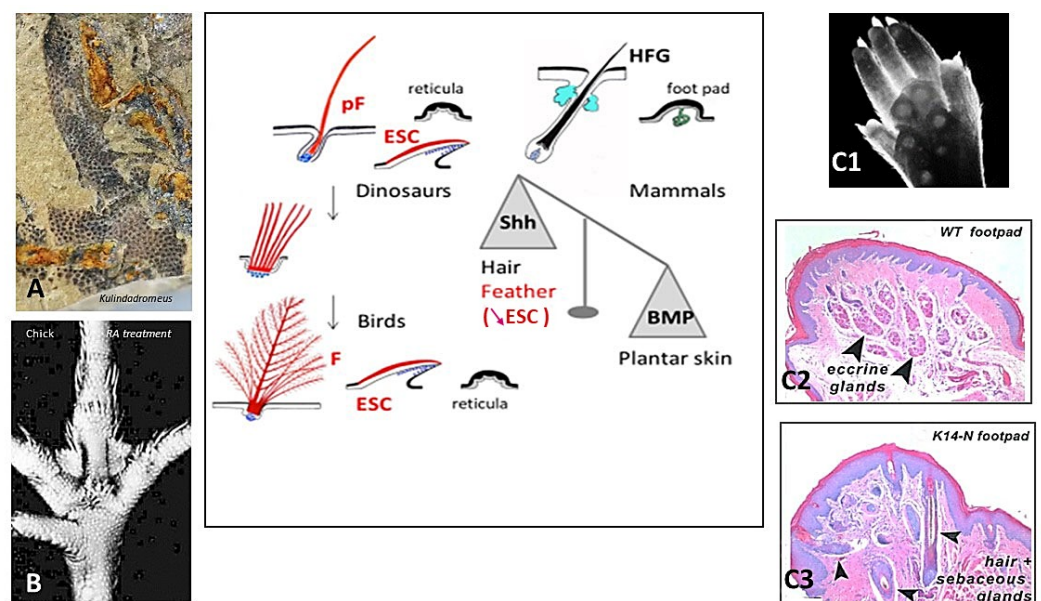 A
Kulindadromeus
Chick
RA treatment
B
pF
reticula
ESC
Dinosaurs
HFG
foot pad
Mammals
Shh
Hair
Feather
(↘ESC )
BMP
Plantar skin
Birds
F
ESC
reticula
C1
WT footpad
eccrine
glands
C2
K14-N footpad
hair +
sebaceous
glands
C3